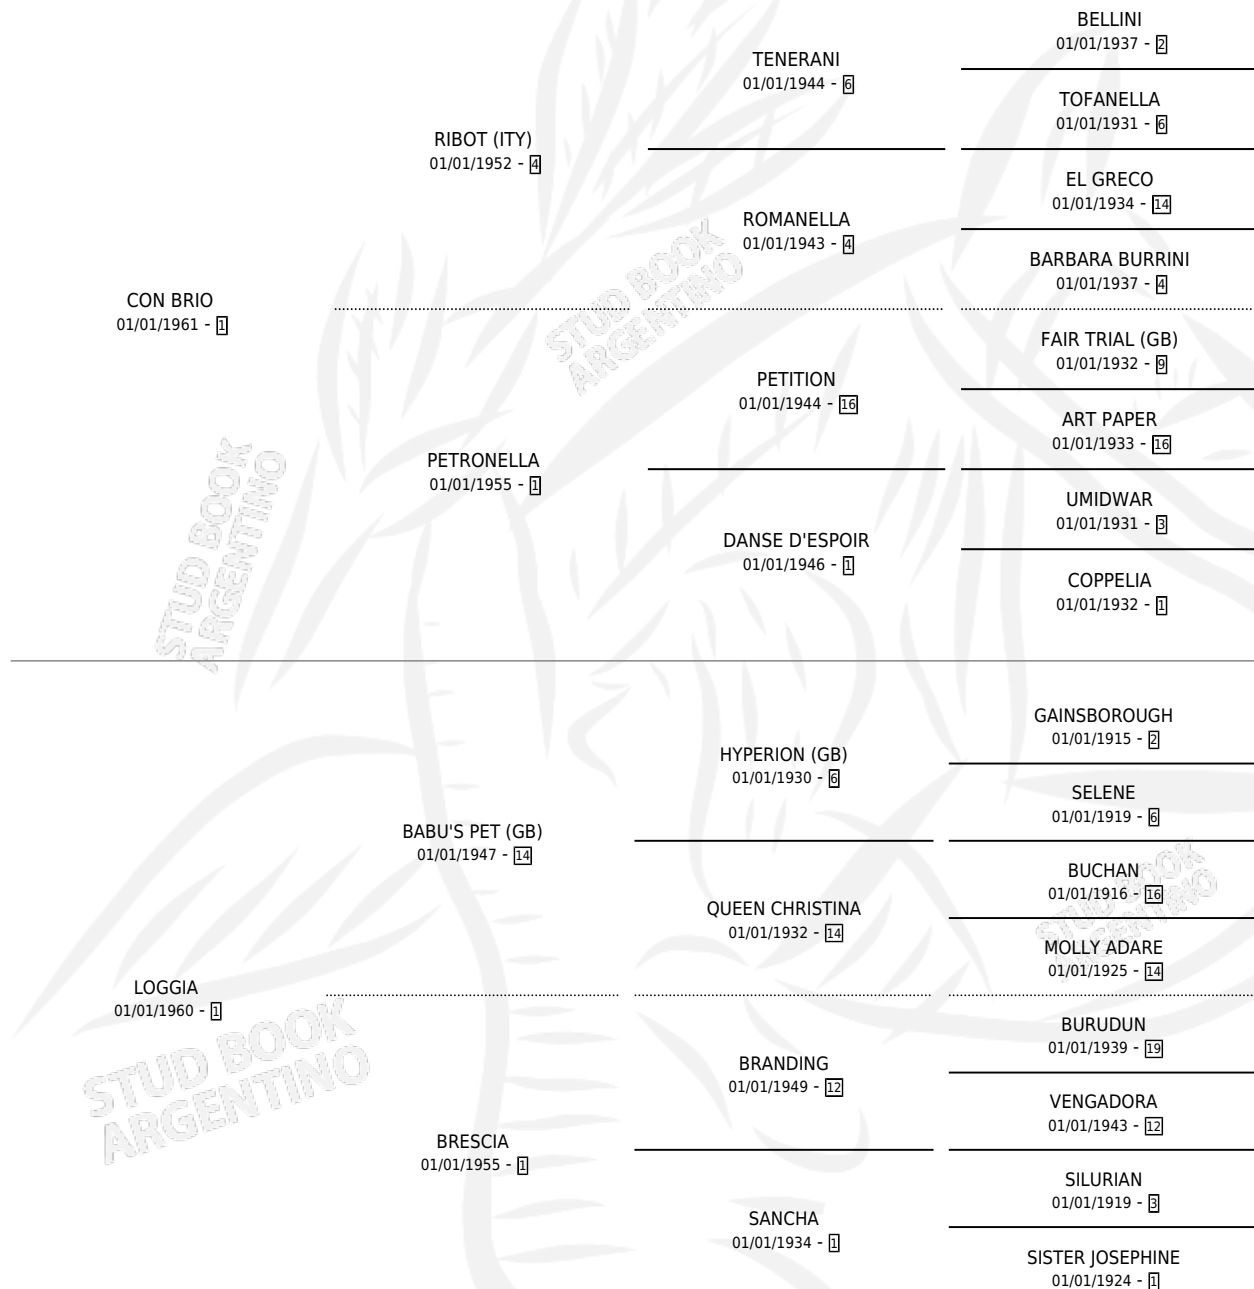 BELLINI
01/01/1937 - 2
TENERANI
01/01/1944 - 6
TOFANELLA
01/01/1931 - 6
RIBOT (ITY)
01/01/1952 - 4
EL GRECO
01/01/1934 - 14
ROMANELLA
01/01/1943 - 4
BARBARA BURRINI
01/01/1937 - 4
CON BRIO
01/01/1961 - 1
FAIR TRIAL (GB)
01/01/1932 - 9
PETITION
01/01/1944 - 16
ART PAPER
01/01/1933 - 16
PETRONELLA
01/01/1955 - 1
UMIDWAR
01/01/1931 - 3
DANSE D'ESPOIR
01/01/1946 - 1
COPPELIA
01/01/1932 - 1
GAINSBOROUGH
01/01/1915 - 2
HYPERION (GB)
01/01/1930 - 6
SELENE
01/01/1919 - 6
BABU'S PET (GB)
01/01/1947 - 14
BUCHAN
01/01/1916 - 16
QUEEN CHRISTINA
01/01/1932 - 14
MOLLY ADARE
01/01/1925 - 14
LOGGIA
01/01/1960 - 1
BURUDUN
01/01/1939 - 19
BRANDING
01/01/1949 - 12
VENGADORA
01/01/1943 - 12
BRESCIA
01/01/1955 - 1
SILURIAN
01/01/1919 - 3
SANCHA
01/01/1934 - 1
SISTER JOSEPHINE
01/01/1924 - 1
STUD BOOK
ARGENTINO
STUD BOOK
ARGENTINO
STUD BOOK
ARGENTINO
STUD BOOK
ARGENTINO